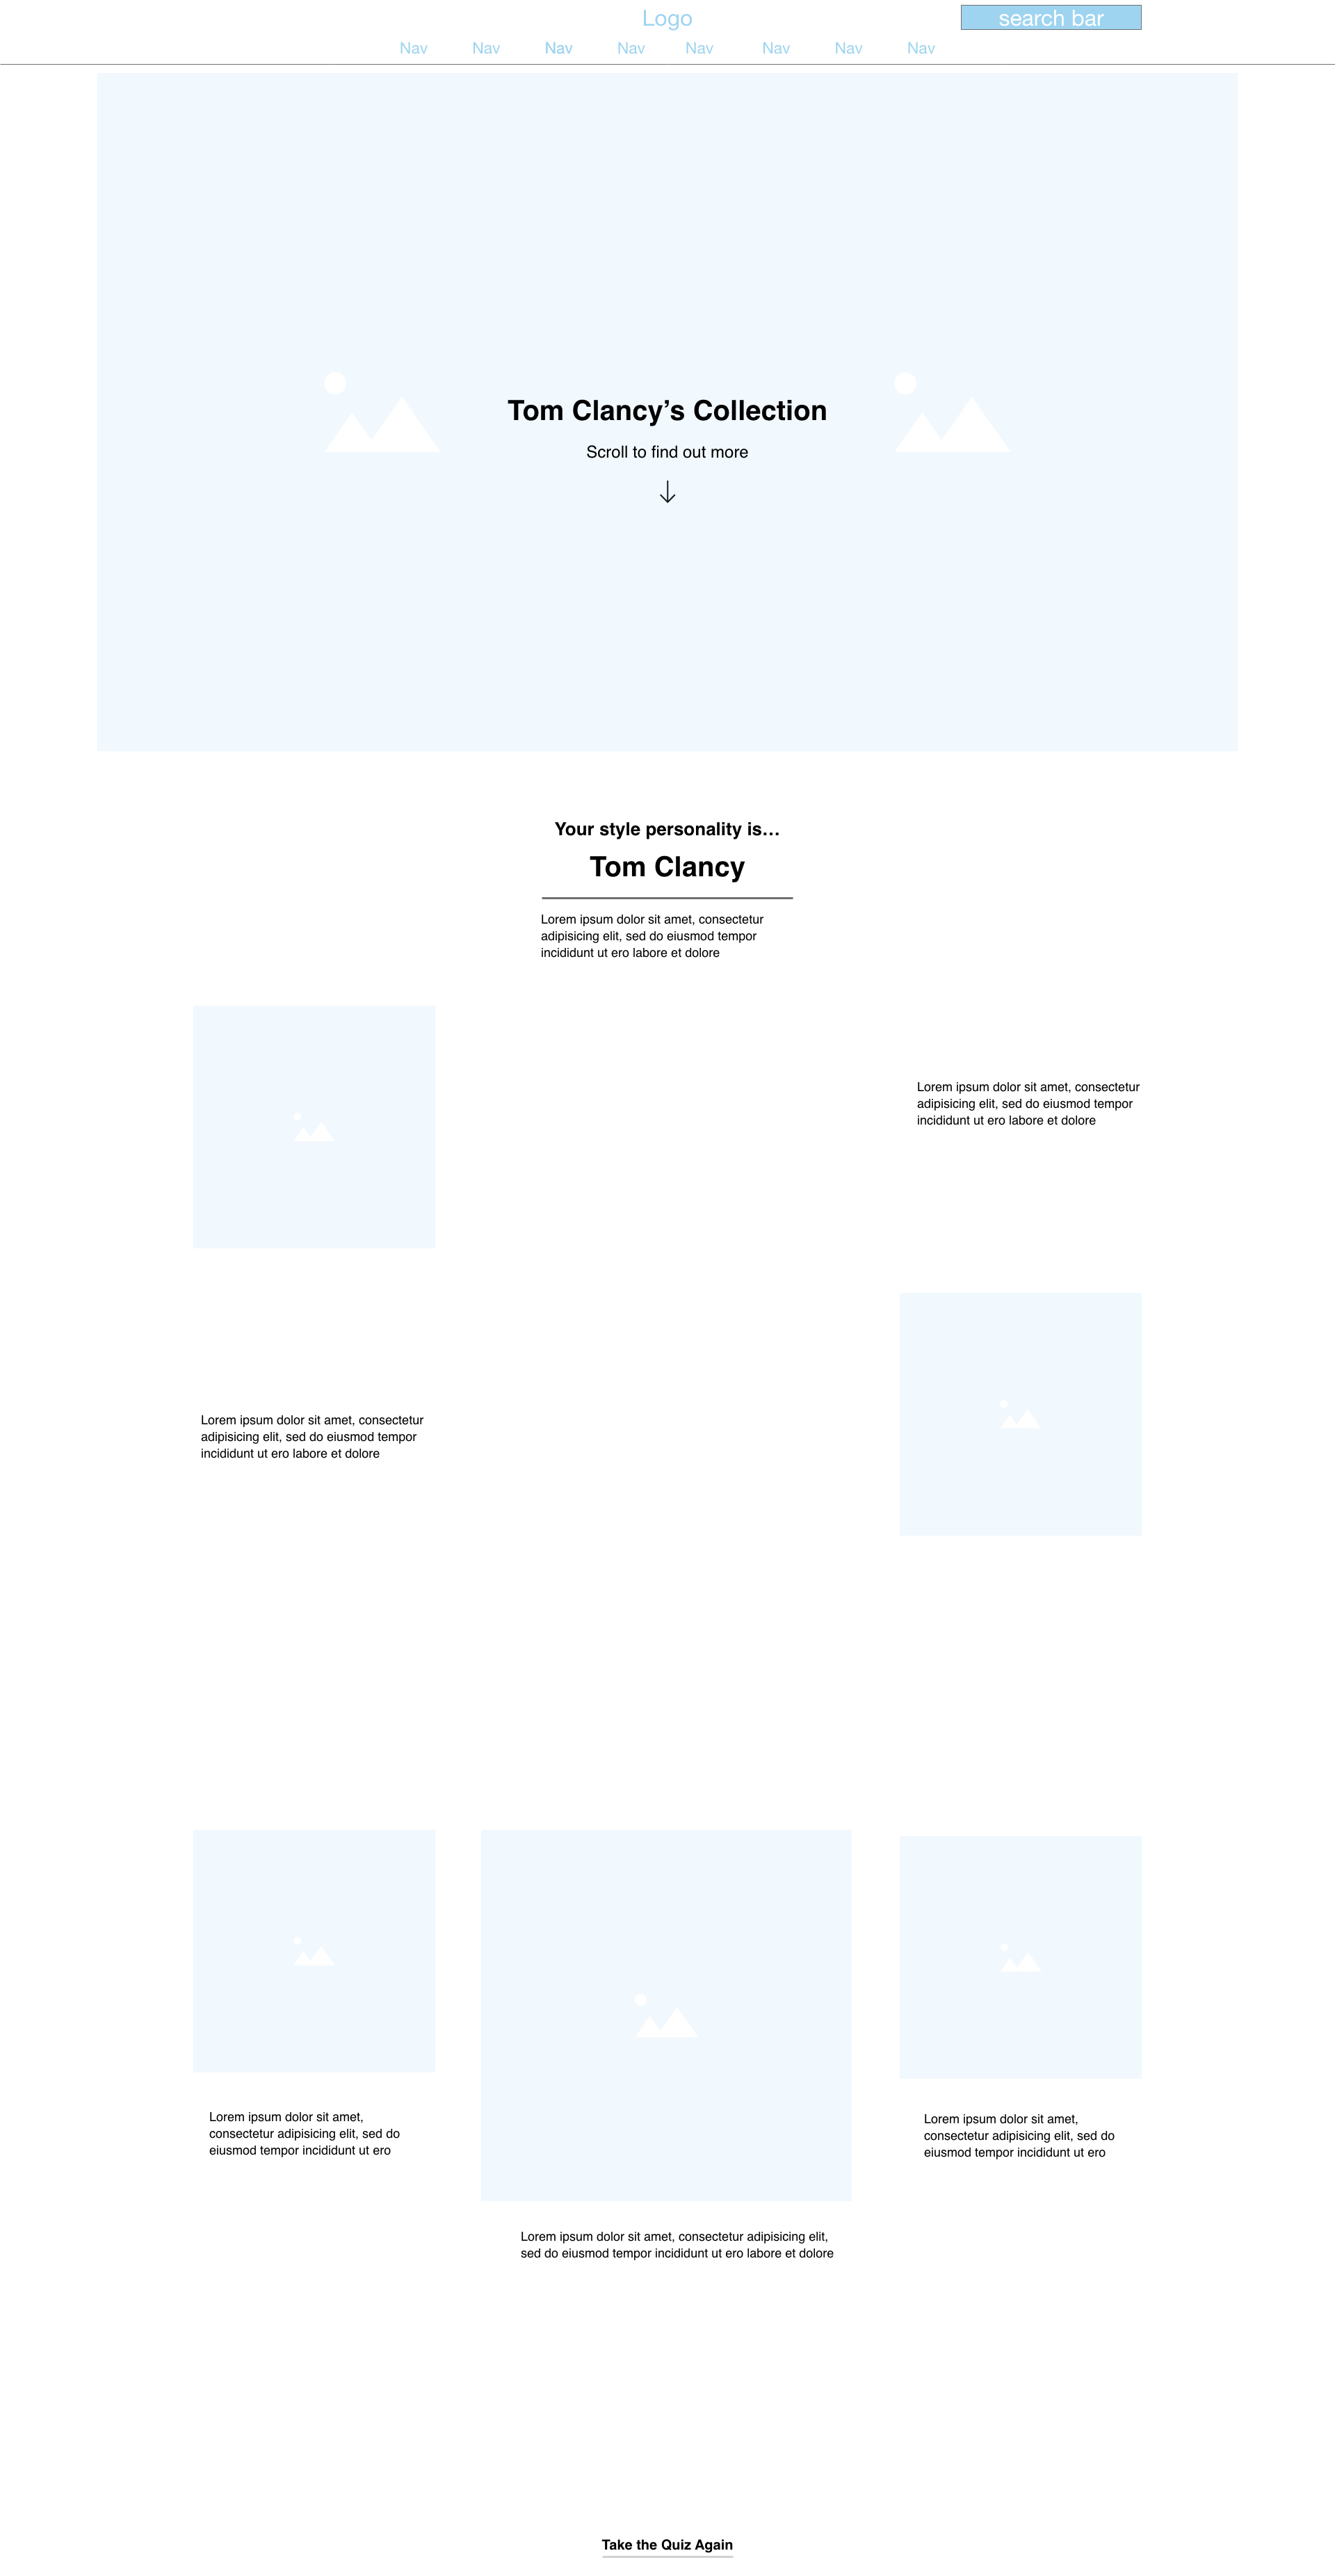 Logo
search bar
Nav Nav Nav Nav Nav Nav Nav Nav
Tom Clancy’s Collection
Scroll to find out more
Your style personality is…
Tom Clancy
Lorem ipsum dolor sit amet, consectetur
adipisicing elit, sed do eiusmod tempor
incididunt ut ero labore et dolore
Lorem ipsum dolor sit amet, consectetur
adipisicing elit, sed do eiusmod tempor
incididunt ut ero labore et dolore
Lorem ipsum dolor sit amet, consectetur
adipisicing elit, sed do eiusmod tempor
incididunt ut ero labore et dolore
Lorem ipsum dolor sit amet,
consectetur adipisicing elit, sed do
eiusmod tempor incididunt ut ero
Lorem ipsum dolor sit amet, consectetur adipisicing elit,
sed do eiusmod tempor incididunt ut ero labore et dolore
Lorem ipsum dolor sit amet,
consectetur adipisicing elit, sed do
eiusmod tempor incididunt ut ero
Take the Quiz Again